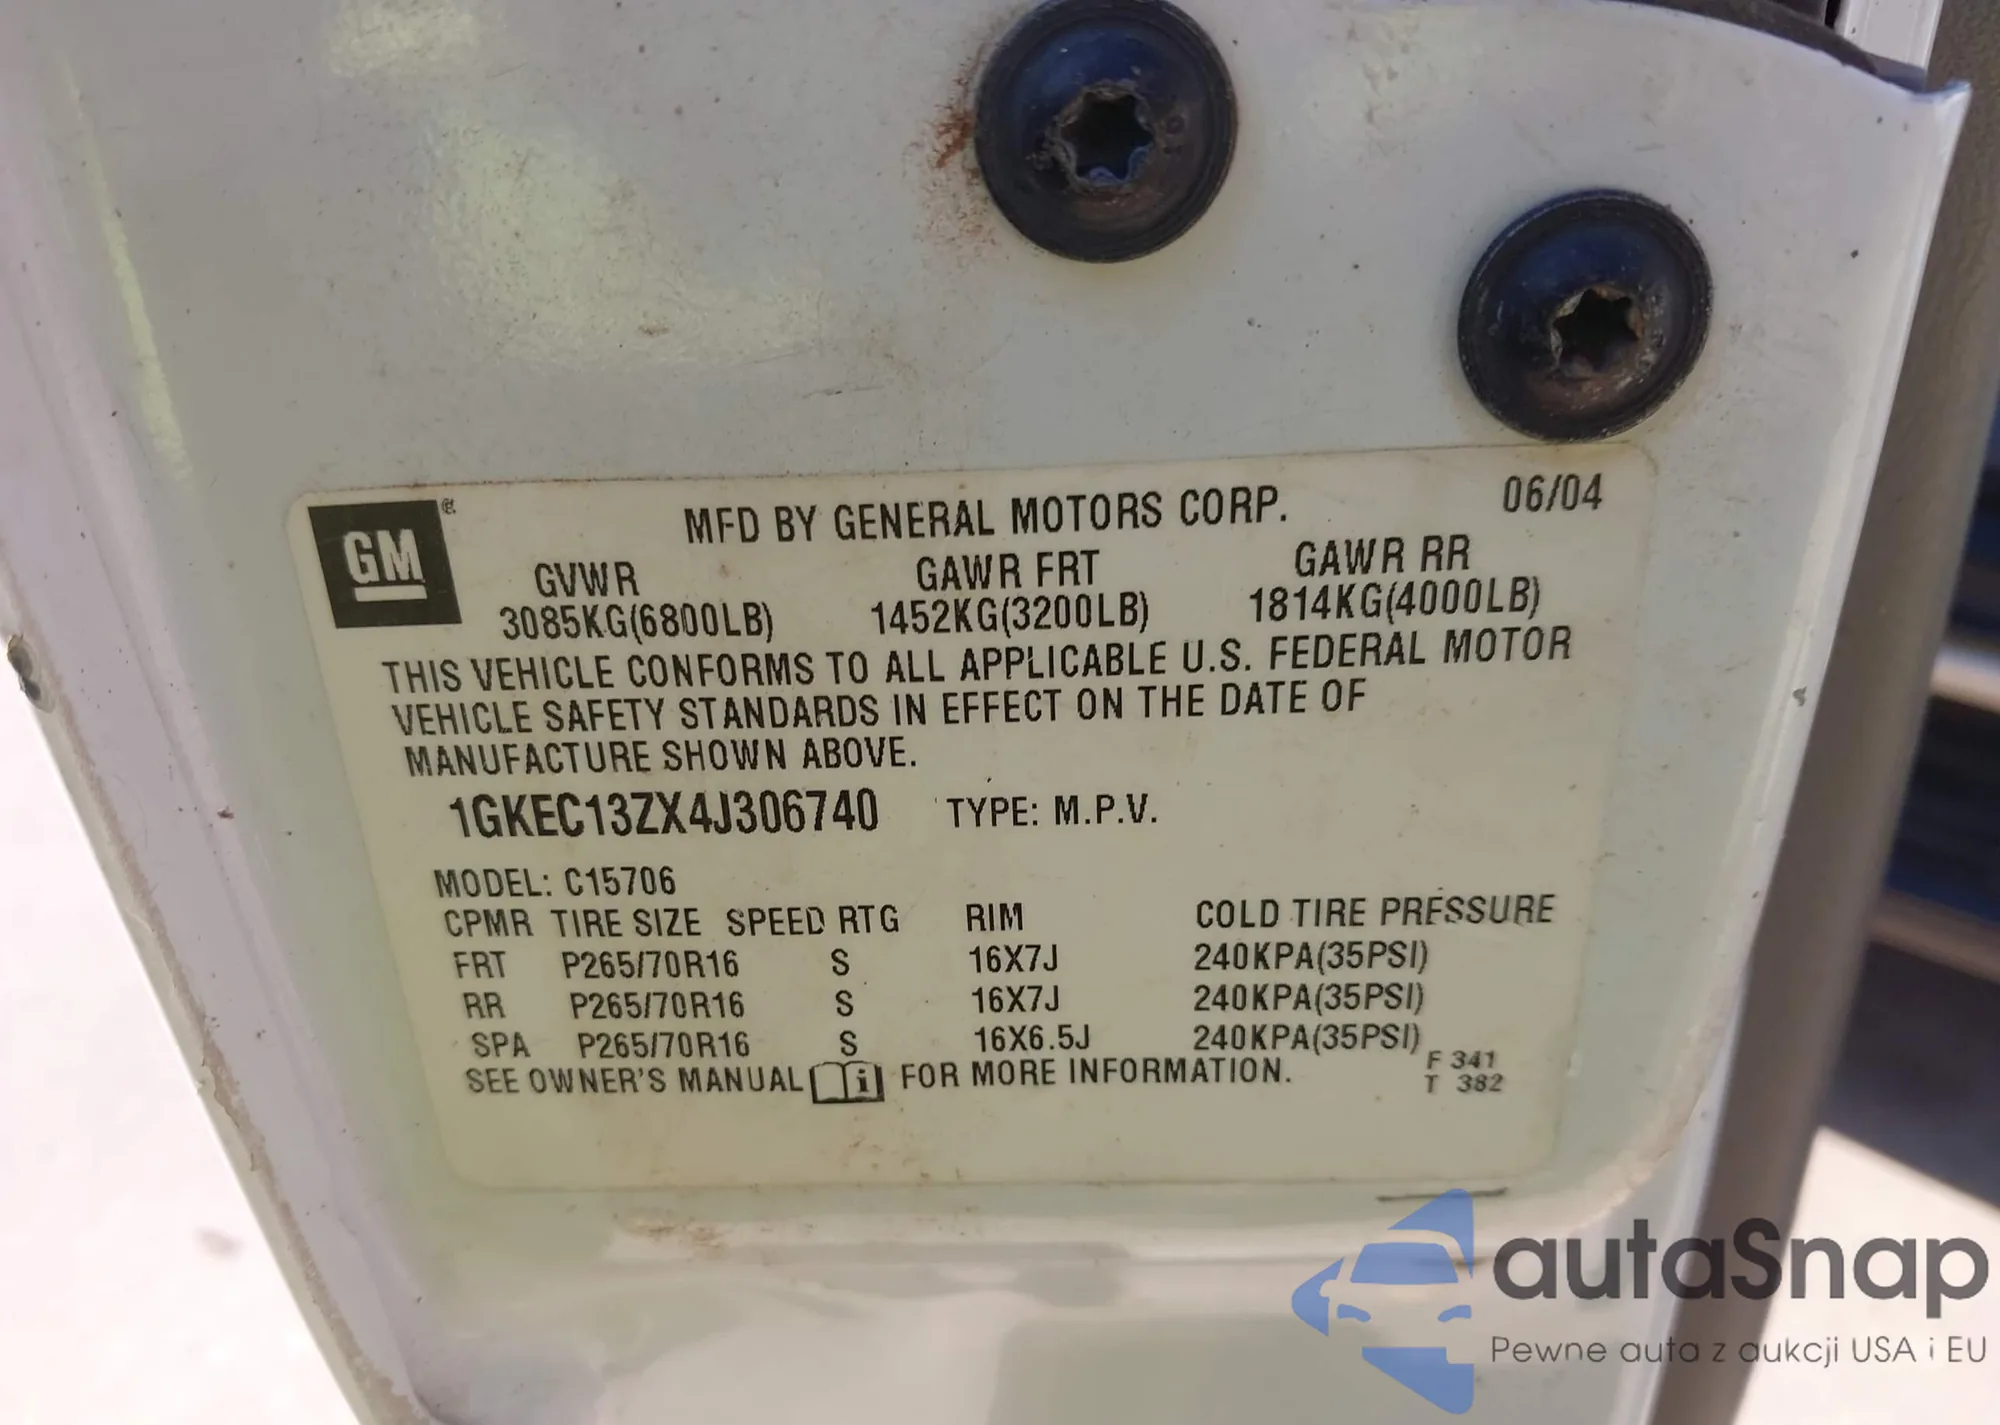 GM®
MFD BY GENERAL MOTORS CORP. 06/04
GVWR GAWR FRT GAWR RR
3085KG(6800LB) 1452KG(3200LB) 1814KG(4000LB)
THIS VEHICLE CONFORMS TO ALL APPLICABLE U.S. FEDERAL MOTOR
VEHICLE SAFETY STANDARDS IN EFFECT ON THE DATE OF
MANUFACTURE SHOWN ABOVE.
1GKEC13ZX4J306740 TYPE: M.P.V.
MODEL: C15706
CPMR TIRE SIZE SPEED RTG RIM COLD TIRE PRESSURE
FRT P265/70R16 S 16X7J 240KPA(35PSI)
RR P265/70R16 S 16X7J 240KPA(35PSI)
SPA P265/70R16 S 16X6.5J 240KPA(35PSI)
SEE OWNER'S MANUAL i FOR MORE INFORMATION.
F 341
T 382
autaSnap
Pewne auta z aukcji USA i EU